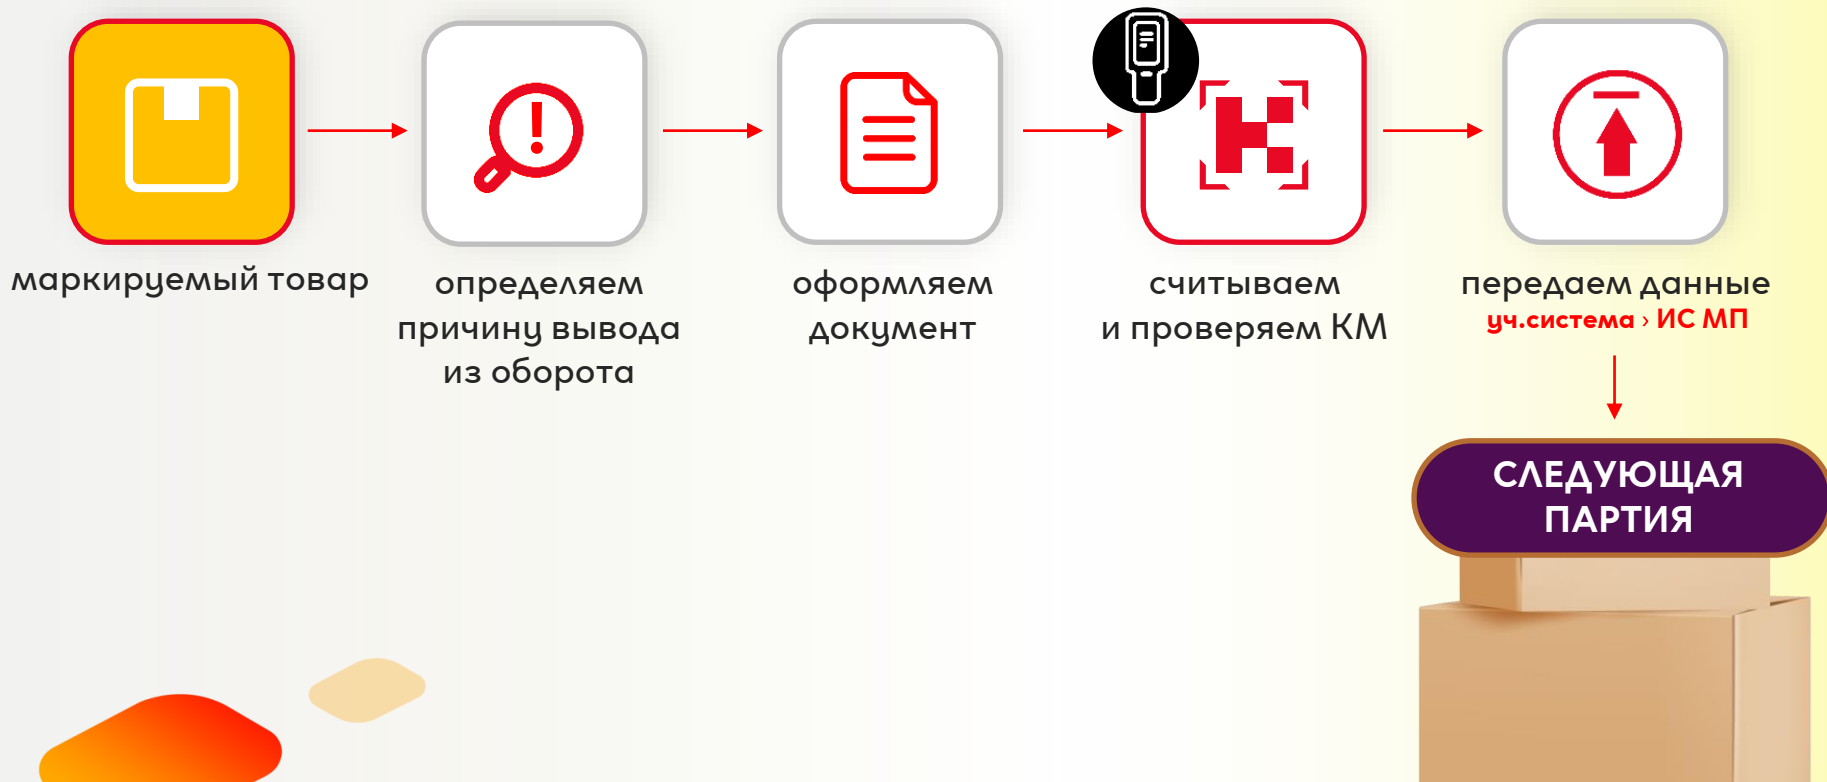 маркируемый товар
определяем
причину вывода
из оборота
оформляем
документ
считываем
и проверяем КМ
передаем данные
уч.система › ИС МП
СЛЕДУЮЩАЯ
ПАРТИЯ